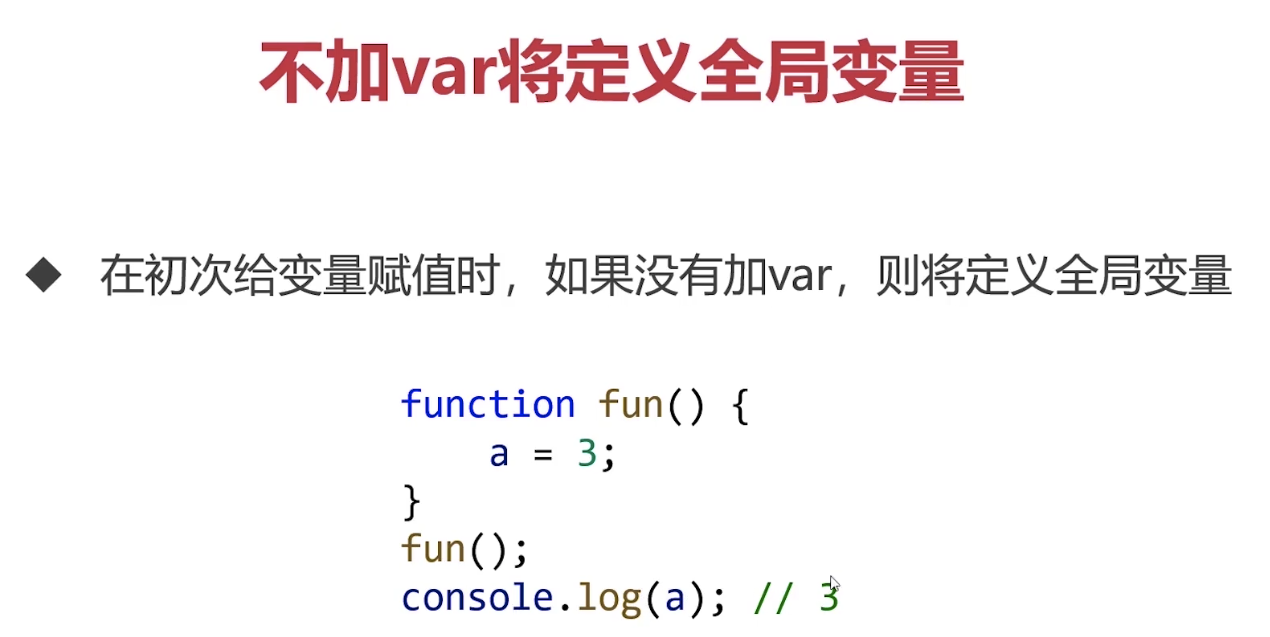 不加var将定义全局变量
在初次给变量赋值时，如果没有加var，则将定义全局变量
function fun() {
    a = 3;
}
fun();
console.log(a); // 3